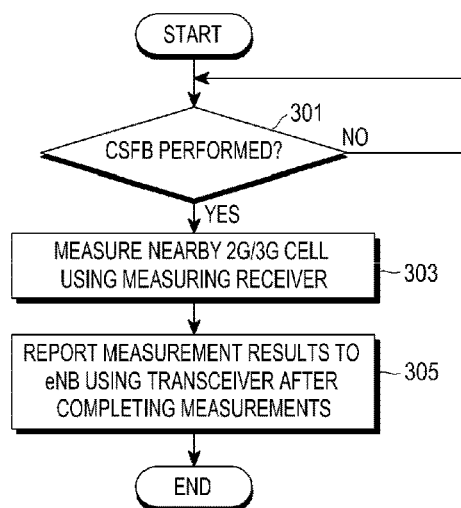 START
301
CSFB PERFORMED?
NO
YES
MEASURE NEARBY 2G/3G CELL
USING MEASURING RECEIVER
303
REPORT MEASUREMENT RESULTS TO
eNB USING TRANSCEIVER AFTER
COMPLETING MEASUREMENTS
305
END